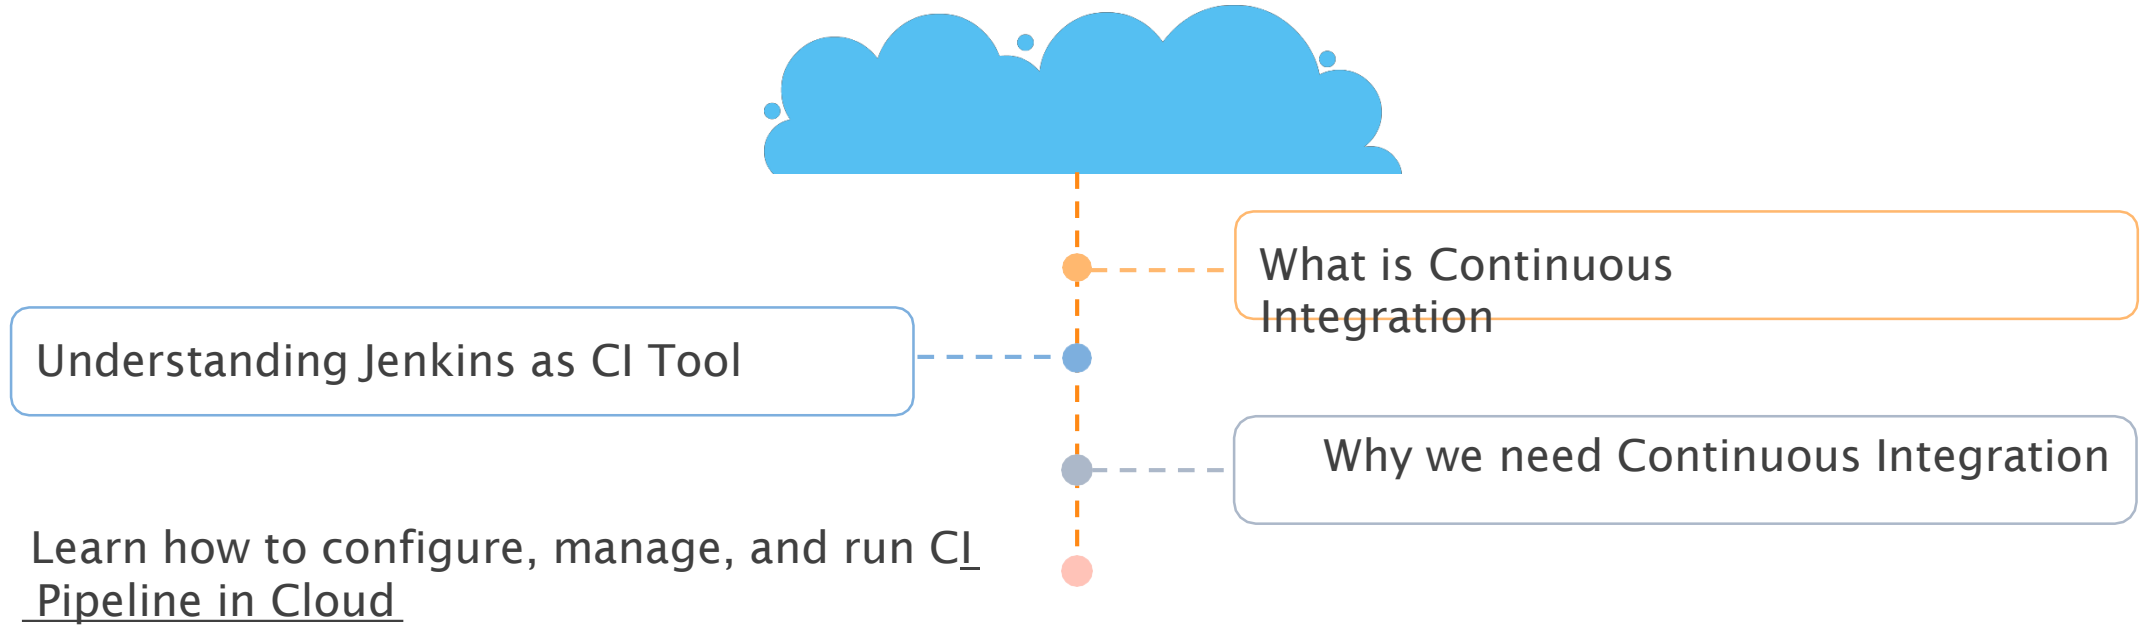 What is Continuous
Integration
Understanding Jenkins as CI Tool
Why we need Continuous Integration
Learn how to configure, manage, and run CI
Pipeline in Cloud